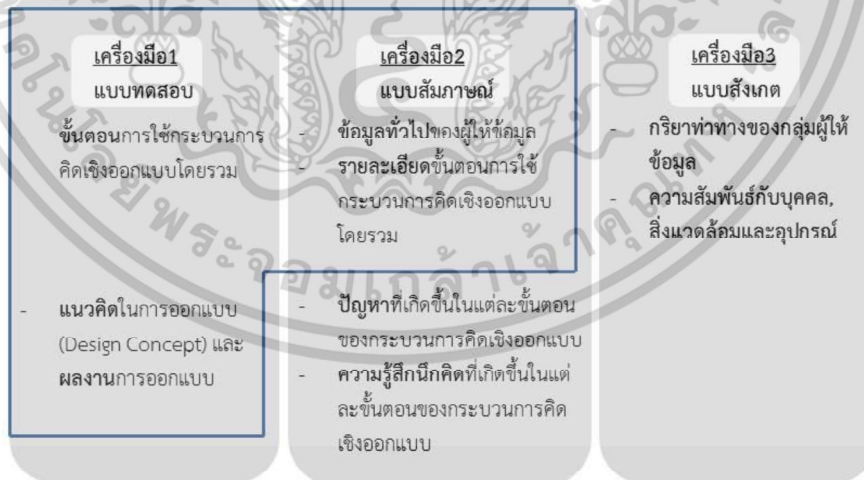 เครื่องมือ1
แบบทดสอบ
ขั้นตอนการใช้กระบวนการ
คิดเชิงออกแบบโดยรวม
- แนวคิดในการออกแบบ
(Design Concept) และ
ผลงานการออกแบบ
เครื่องมือ2
แบบสัมภาษณ์
- ข้อมูลทั่วไปของผู้ให้ข้อมูล
- รายละเอียดขั้นตอนการใช้
กระบวนการคิดเชิงออกแบบ
โดยรวม
- ปัญหาที่เกิดขึ้นในแต่ละขั้นตอน
ของกระบวนการคิดเชิงออกแบบ
- ความรู้สึกนึกคิดที่เกิดขึ้นในแต่
ละขั้นตอนของกระบวนการคิด
เชิงออกแบบ
เครื่องมือ3
แบบสังเกต
- กริยาท่าทางของกลุ่มผู้ให้
ข้อมูล
- ความสัมพันธ์กับบุคคล,
สิ่งแวดล้อมและอุปกรณ์